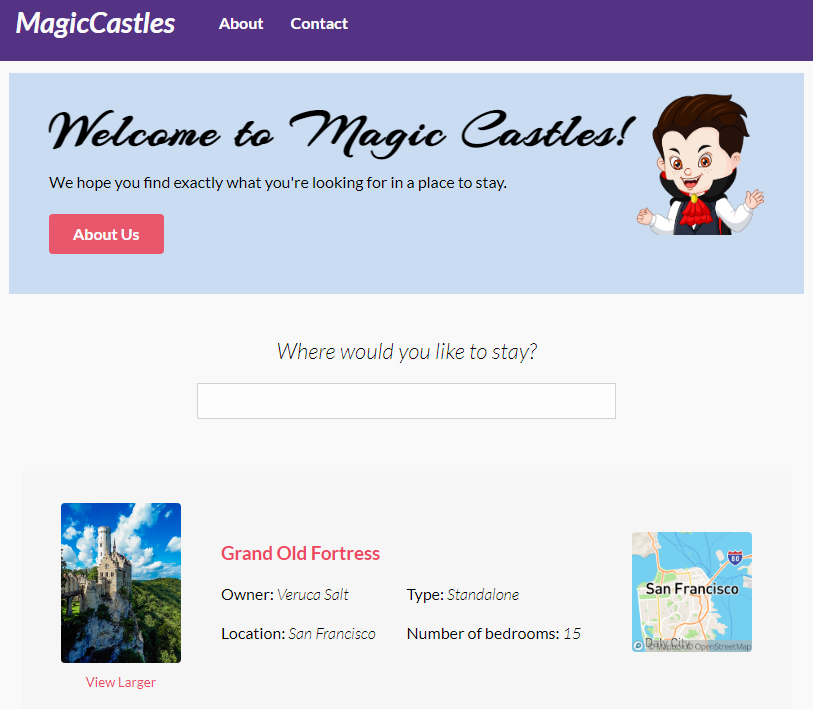 MagicCastles About Contact
Welcome to Magic Castles!
We hope you find exactly what you're looking for in a place to stay.
About Us
Where would you like to stay?
Grand Old Fortress
Owner: Veruca Salt Type: Standalone
Location: San Francisco Number of bedrooms: 15
View Larger
80
San Francisco
Daly City
© Mapbox © OpenStreetMap